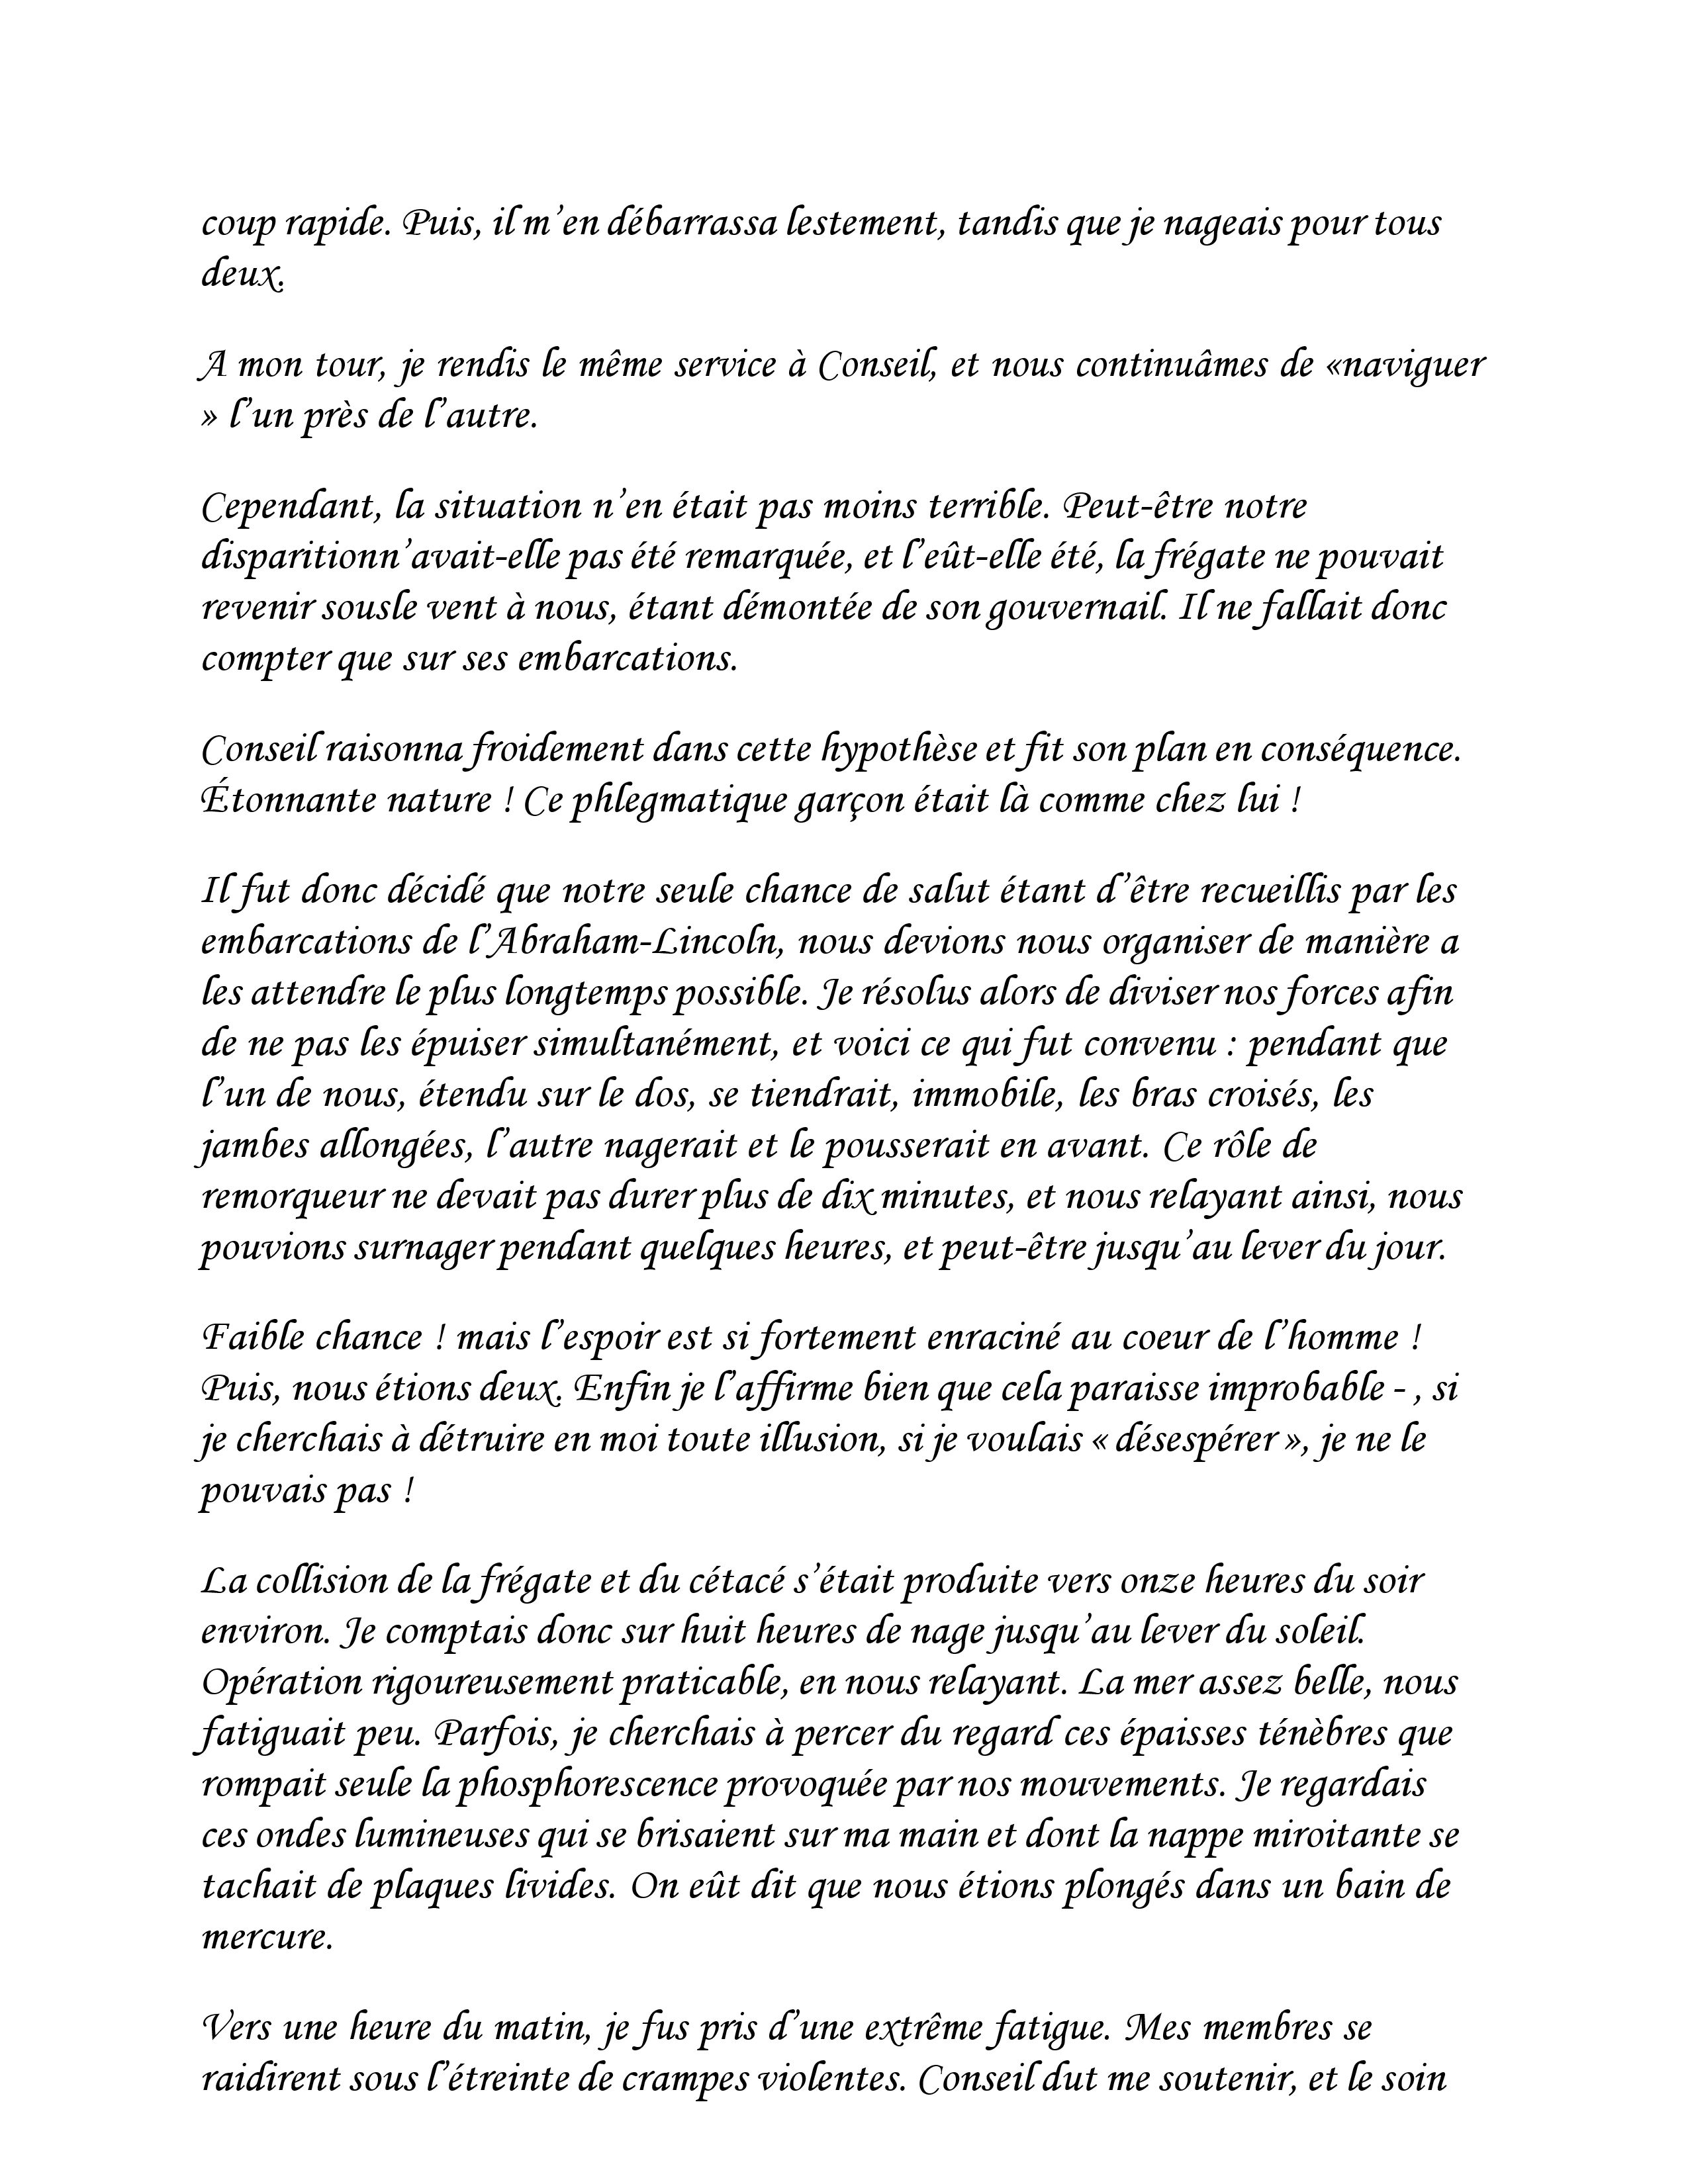 coup rapide. Puis, il m’en débarrassa lestement, tandis que je nageais pour tous
deux.
A mon tour, je rendis le même service à Conseil, et nous continuâmes de «naviguer
» l’un près de l’autre.
Cependant, la situation n’en était pas moins terrible. Peut-être notre
disparitionn’avait-elle pas été remarquée, et l’eût-elle été, la frégate ne pouvait
revenir sousle vent à nous, étant démontée de son gouvernail. Il ne fallait donc
compter que sur ses embarcations.
Conseil raisonna froidement dans cette hypothèse et fit son plan en conséquence.
Étonnante nature ! Ce phlegmatique garçon était là comme chez lui !
Il fut donc décidé que notre seule chance de salut étant d’être recueillis par les
embarcations de l’Abraham-Lincoln, nous devions nous organiser de manière a
les attendre le plus longtemps possible. Je résolus alors de diviser nos forces afin
de ne pas les épuiser simultanément, et voici ce qui fut convenu : pendant que
l’un de nous, étendu sur le dos, se tiendrait, immobile, les bras croisés, les
jambes allongées, l’autre nagerait et le pousserait en avant. Ce rôle de
remorqueur ne devait pas durer plus de dix minutes, et nous relayant ainsi, nous
pouvions surnager pendant quelques heures, et peut-être jusqu’au lever du jour.
Faible chance ! mais l’espoir est si fortement enraciné au coeur de l’homme !
Puis, nous étions deux. Enfin je l’affirme bien que cela paraisse improbable - , si
je cherchais à détruire en moi toute illusion, si je voulais « désespérer », je ne le
pouvais pas !
La collision de la frégate et du cétacé s’était produite vers onze heures du soir
environ. Je comptais donc sur huit heures de nage jusqu’au lever du soleil.
Opération rigoureusement praticable, en nous relayant. La mer assez belle, nous
fatiguait peu. Parfois, je cherchais à percer du regard ces épaisses ténèbres que
rompait seule la phosphorescence provoquée par nos mouvements. Je regardais
ces ondes lumineuses qui se brisaient sur ma main et dont la nappe miroitante se
tachait de plaques livides. On eût dit que nous étions plongés dans un bain de
mercure.
Vers une heure du matin, je fus pris d’une extrême fatigue. Mes membres se
raidirent sous l’étreinte de crampes violentes. Conseil dut me soutenir, et le soin